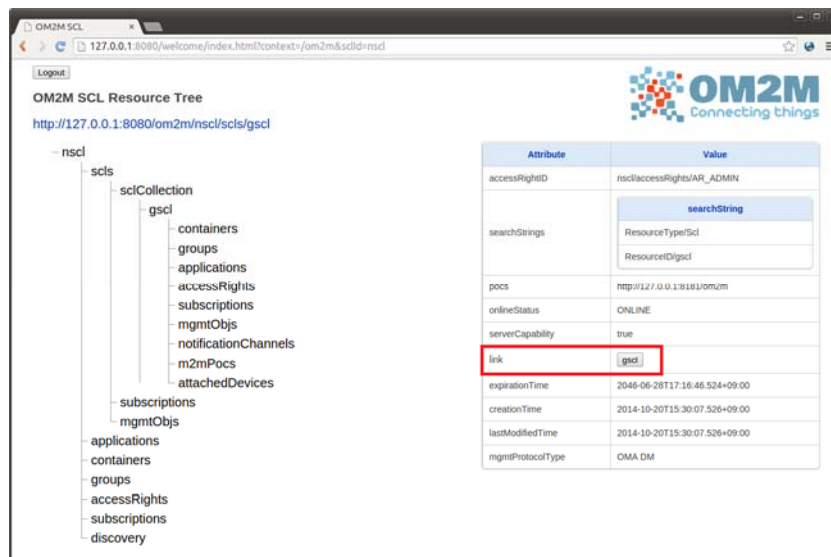 OM2M SCL
127.0.0.1:8080/welcome/index.html?context=/om2m&sclId=nscl
Logout
OM2M SCL Resource Tree
OM2M
Connecting things
http://127.0.0.1:8080/om2m/nscl/scls/gscl
nscl
scls
sclCollection
gscl
containers
groups
applications
accessRights
subscriptions
mgmtObjs
notificationChannels
m2mPocs
attachedDevices
subscriptions
mgmtObjs
applications
containers
groups
accessRights
subscriptions
discovery
Attribute Value
accessRightID nscl/accessRights/AR_ADMIN
searchStrings
searchString
ResourceType/Scl
ResourceID/gscl
pocs http://127.0.0.1:8181/om2m
onlineStatus ONLINE
serverCapability true
link gscl
expirationTime 2046-06-28T17:16:46.524+09:00
creationTime 2014-10-20T15:30:07.526+09:00
lastModifiedTime 2014-10-20T15:30:07.526+09:00
mgmtProtocolType OMA DM